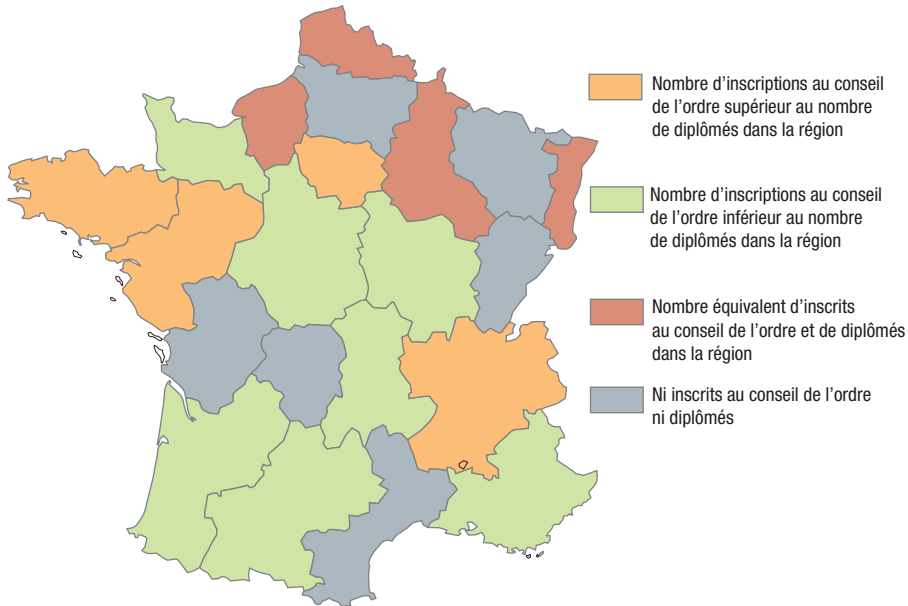 Nombre d'inscriptions au conseil
de l'ordre supérieur au nombre
de diplômés dans la région
Nombre d'inscriptions au conseil
de l'ordre inférieur au nombre
de diplômés dans la région
Nombre équivalent d'inscrits
au conseil de l'ordre et de diplômés
dans la région
Ni inscrits au conseil de l'ordre
ni diplômés